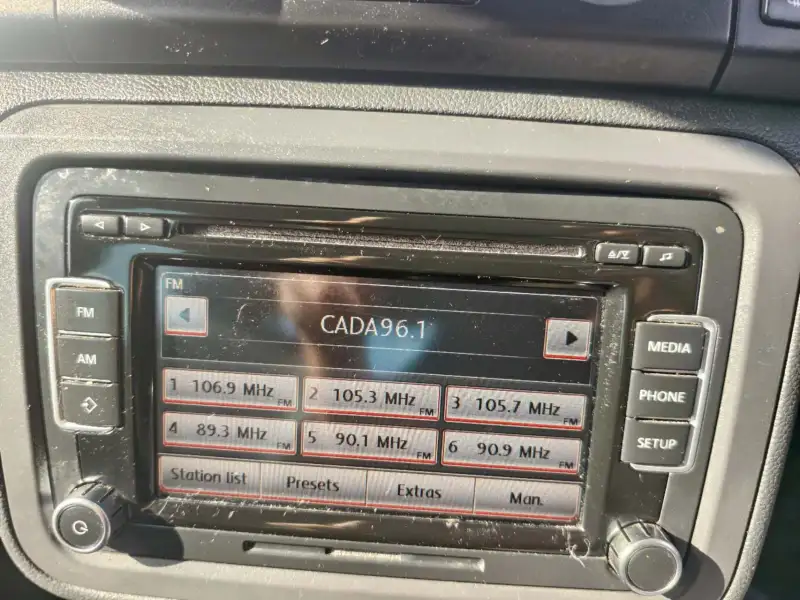 FM
CADA96.1
1 106.9 MHz FM
2 105.3 MHz FM
3 105.7 MHz FM
4 89.3 MHz FM
5 90.1 MHz FM
6 90.9 MHz FM
Station list Presets Extras Man.
FM
AM
MEDIA
PHONE
SETUP